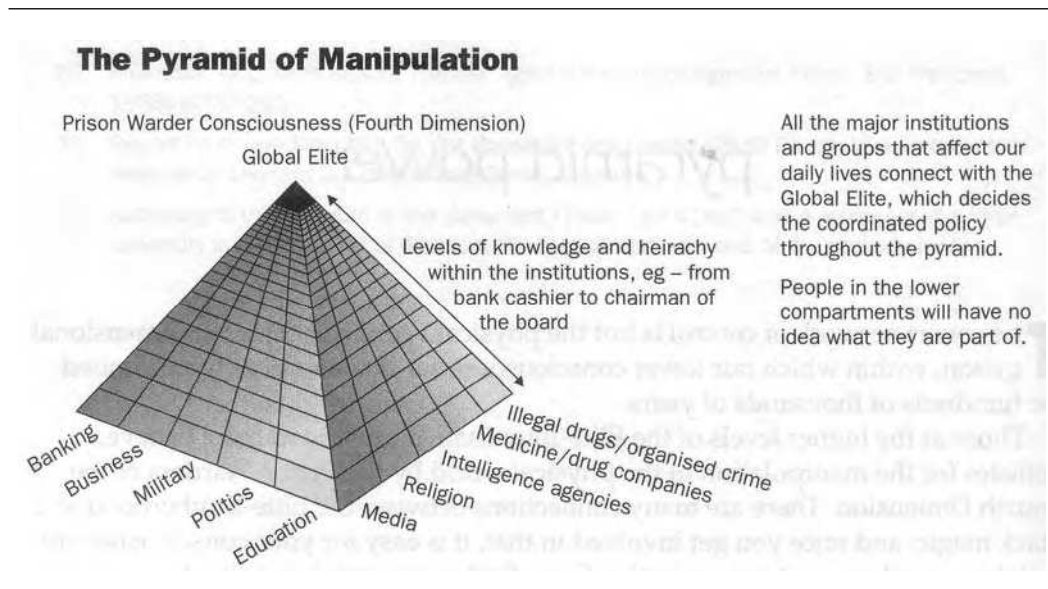 The Pyramid of Manipulation
Prison Warder Consciousness (Fourth Dimension)
Global Elite
Levels of knowledge and heirachy
within the institutions, eg – from
bank cashier to chairman of
the board
All the major institutions
and groups that affect our
daily lives connect with the
Global Elite, which decides
the coordinated policy
throughout the pyramid.
People in the lower
compartments will have no
idea what they are part of.
Banking
Business
Military
Politics
Education
Media
Religion
Intelligence agencies
Medicine/drug companies
Illegal drugs/organised crime